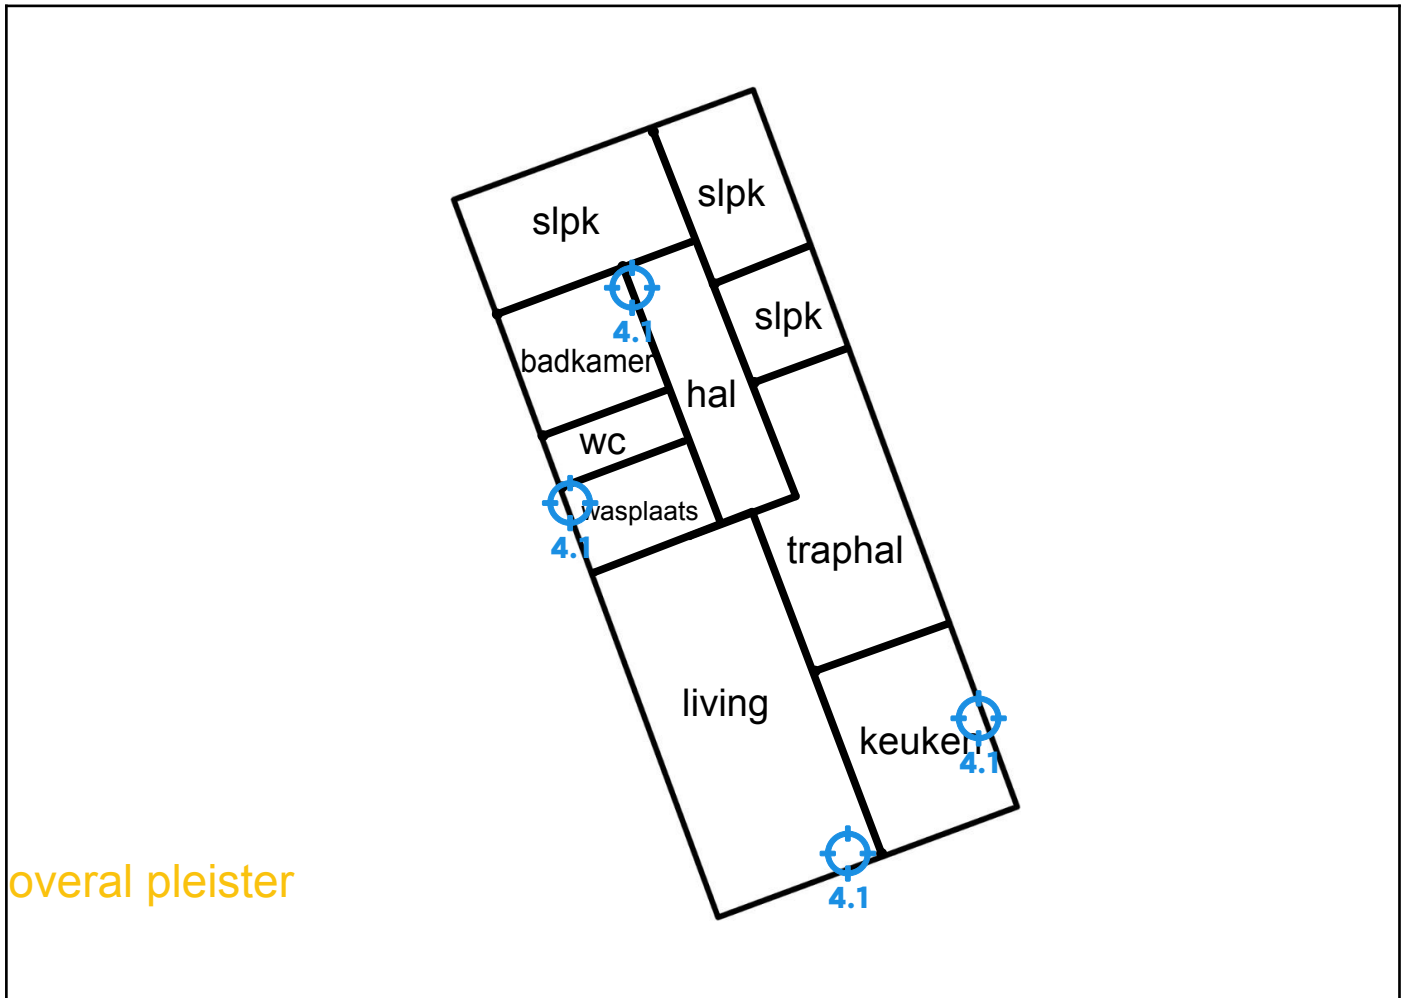 slpk
slpk
slpk
4.1
badkamer
hal
wc
wasplaats
4.1
traphal
living
keuken
4.1
overal pleister
4.1